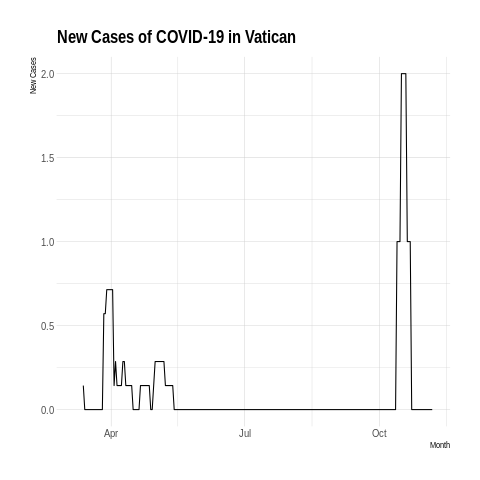 New Cases of COVID-19 in Vatican
New Cases
2.0
1.5
1.0
0.5
0.0
Apr
Jul
Oct
Month